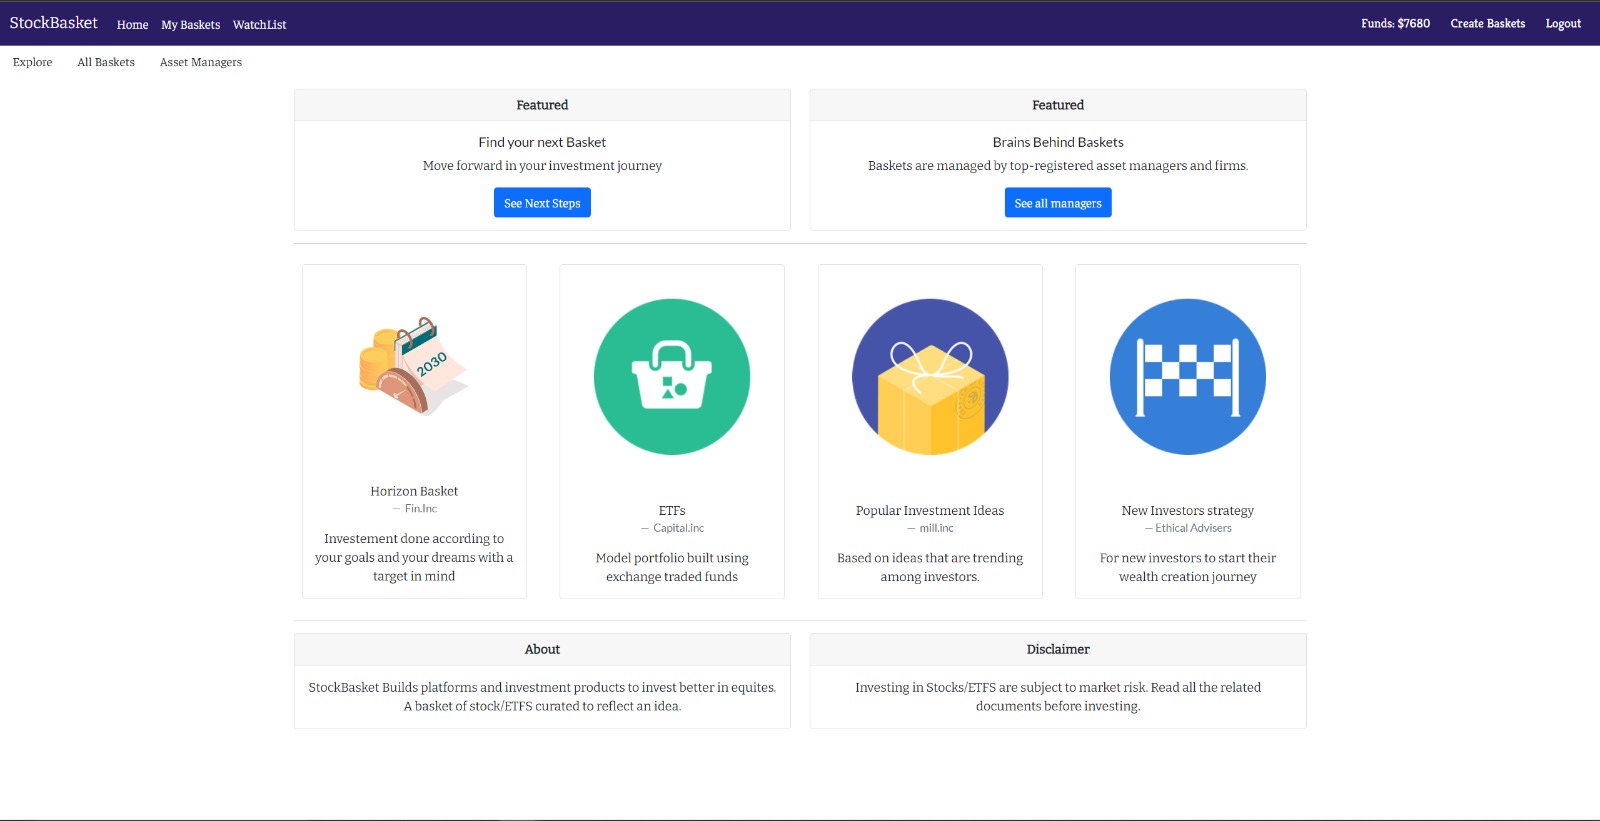 StockBasket Home My Baskets WatchList Funds: $7680 Create Baskets Logout
Explore All Baskets Asset Managers
Featured
Find your next Basket
Move forward in your investment journey
See Next Steps
Featured
Brains Behind Baskets
Baskets are managed by top-registered asset managers and firms.
See all managers
2030
Horizon Basket
— Fin.Inc
Investement done according to
your goals and your dreams with a
target in mind
ETFs
— Capital.inc
Model portfolio built using
exchange traded funds
Popular Investment Ideas
— mill.inc
Based on ideas that are trending
among investors.
New Investors strategy
— Ethical Advisers
For new investors to start their
wealth creation journey
About
StockBasket Builds platforms and investment products to invest better in equites.
A basket of stock/ETFS curated to reflect an idea.
Disclaimer
Investing in Stocks/ETFS are subject to market risk. Read all the related
documents before investing.